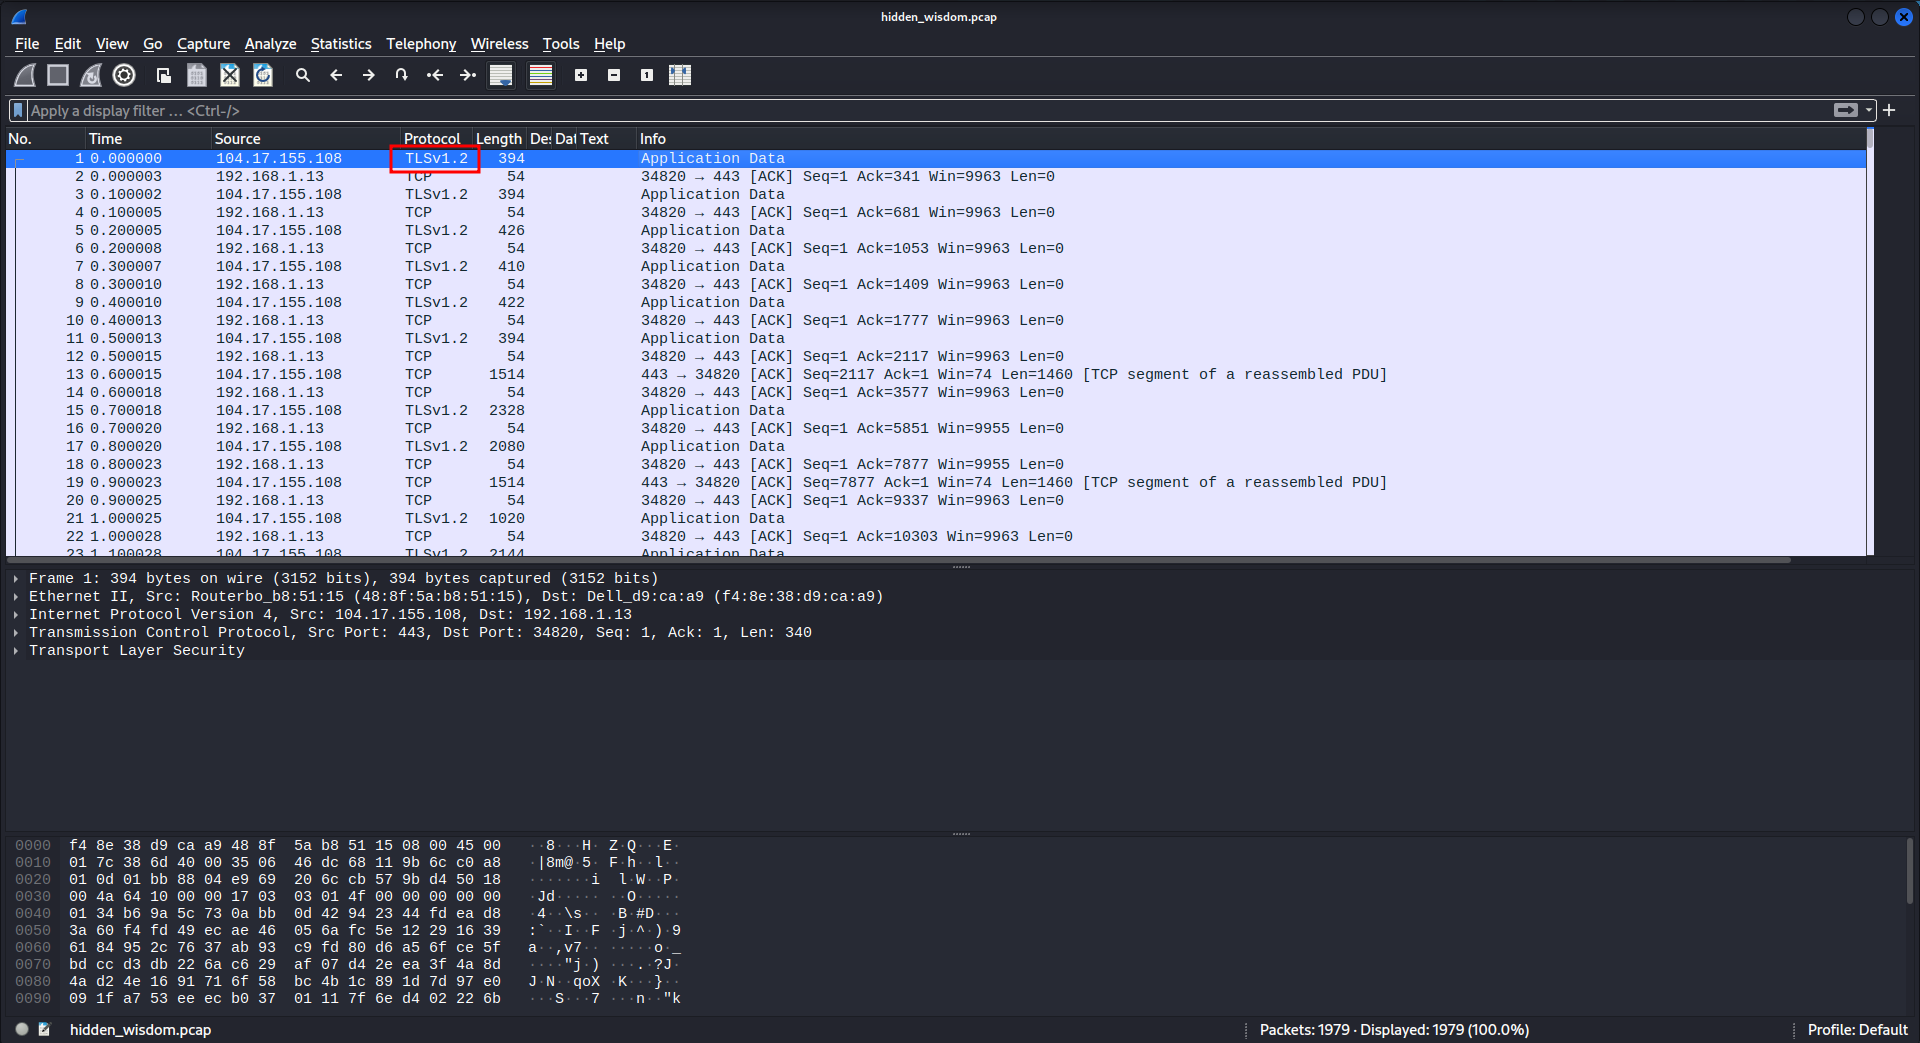 hidden_wisdom.pcap
File Edit View Go Capture Analyze Statistics Telephony Wireless Tools Help
Apply a display filter … <Ctrl-/>
No. Time Source Protocol Length Des Dat Text Info
1 0.000000 104.17.155.108 TLSv1.2 394 Application Data
2 0.000003 192.168.1.13 TCP 54 34820 → 443 [ACK] Seq=1 Ack=341 Win=9963 Len=0
3 0.100002 104.17.155.108 TLSv1.2 394 Application Data
4 0.100005 192.168.1.13 TCP 54 34820 → 443 [ACK] Seq=1 Ack=681 Win=9963 Len=0
5 0.200005 104.17.155.108 TLSv1.2 426 Application Data
6 0.200008 192.168.1.13 TCP 54 34820 → 443 [ACK] Seq=1 Ack=1053 Win=9963 Len=0
7 0.300007 104.17.155.108 TLSv1.2 410 Application Data
8 0.300010 192.168.1.13 TCP 54 34820 → 443 [ACK] Seq=1 Ack=1409 Win=9963 Len=0
9 0.400010 104.17.155.108 TLSv1.2 422 Application Data
10 0.400013 192.168.1.13 TCP 54 34820 → 443 [ACK] Seq=1 Ack=1777 Win=9963 Len=0
11 0.500013 104.17.155.108 TLSv1.2 394 Application Data
12 0.500015 192.168.1.13 TCP 54 34820 → 443 [ACK] Seq=1 Ack=2117 Win=9963 Len=0
13 0.600015 104.17.155.108 TCP 1514 443 → 34820 [ACK] Seq=2117 Ack=1 Win=74 Len=1460 [TCP segment of a reassembled PDU]
14 0.600018 192.168.1.13 TCP 54 34820 → 443 [ACK] Seq=1 Ack=3577 Win=9963 Len=0
15 0.700018 104.17.155.108 TLSv1.2 2328 Application Data
16 0.700020 192.168.1.13 TCP 54 34820 → 443 [ACK] Seq=1 Ack=5851 Win=9955 Len=0
17 0.800020 104.17.155.108 TLSv1.2 2080 Application Data
18 0.800023 192.168.1.13 TCP 54 34820 → 443 [ACK] Seq=1 Ack=7877 Win=9955 Len=0
19 0.900023 104.17.155.108 TCP 1514 443 → 34820 [ACK] Seq=7877 Ack=1 Win=74 Len=1460 [TCP segment of a reassembled PDU]
20 0.900025 192.168.1.13 TCP 54 34820 → 443 [ACK] Seq=1 Ack=9337 Win=9963 Len=0
21 1.000025 104.17.155.108 TLSv1.2 1020 Application Data
22 1.000028 192.168.1.13 TCP 54 34820 → 443 [ACK] Seq=1 Ack=10303 Win=9963 Len=0
23 1.100028 104.17.155.108 TLSv1.2 2144 Application Data
Frame 1: 394 bytes on wire (3152 bits), 394 bytes captured (3152 bits)
Ethernet II, Src: Routerbo_b8:51:15 (48:8f:5a:b8:51:15), Dst: Dell_d9:ca:a9 (f4:8e:38:d9:ca:a9)
Internet Protocol Version 4, Src: 104.17.155.108, Dst: 192.168.1.13
Transmission Control Protocol, Src Port: 443, Dst Port: 34820, Seq: 1, Ack: 1, Len: 340
Transport Layer Security
0000 f4 8e 38 d9 ca a9 48 8f 5a b8 51 15 08 00 45 00 ··8···H· Z·Q···E·
0010 01 7c 38 6d 40 00 35 06 46 dc 68 11 9b 6c c0 a8 ·|8m@·5· F·h··l··
0020 01 0d 01 bb 88 04 e9 69 20 6c cb 57 9b d4 50 18 ·······i l·W··P·
0030 00 4a 64 10 00 00 17 03 03 01 4f 00 00 00 00 00 ·Jd····· ··O·····
0040 01 34 b6 9a 5c 73 0a bb 0d 42 94 23 44 fd ea d8 ·4··\s·· ·B·#D···
0050 3a 60 f4 fd 49 ec ae 46 05 6a fc 5e 12 29 16 39 :`··I··F ·j·^·)·9
0060 61 84 95 2c 76 37 ab 93 c9 fd 80 d6 a5 6f ce 5f a··,v7·· ·····o·_
0070 bd cc d3 db 22 6a c6 29 af 07 d4 2e ea 3f 4a 8d ····"j·) ···.·?J·
0080 4a d2 4e 16 91 71 6f 58 bc 4b 1c 89 1d 7d 97 e0 J·N··qoX ·K···}··
0090 09 1f a7 53 ee ec b0 37 01 11 7f 6e d4 02 22 6b ···S···7 ···n··"k
hidden_wisdom.pcap Packets: 1979 · Displayed: 1979 (100.0%) Profile: Default